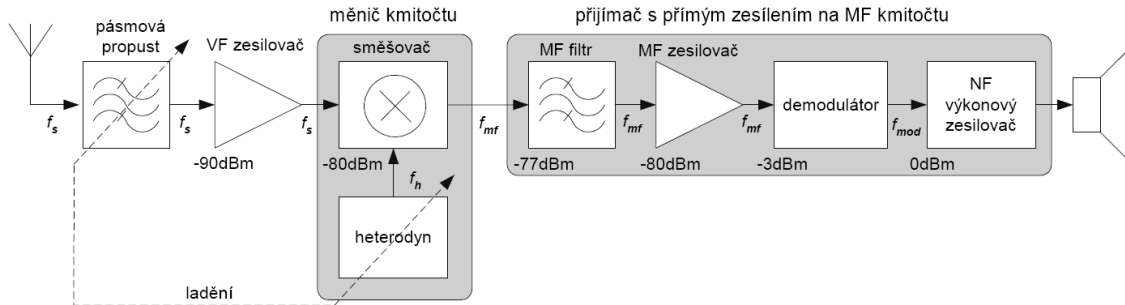 měnič kmitočtu
přijímač s přímým zesílením na MF kmitočtu
pásmová
propust
VF zesilovač
směšovač
MF filtr
MF zesilovač
demodulátor
NF
výkonový
zesilovač
f_s
f_s
f_s
f_mf
f_mf
f_mf
f_mod
-90dBm
-80dBm
-77dBm
-80dBm
-3dBm
0dBm
f_h
heterodyn
ladění